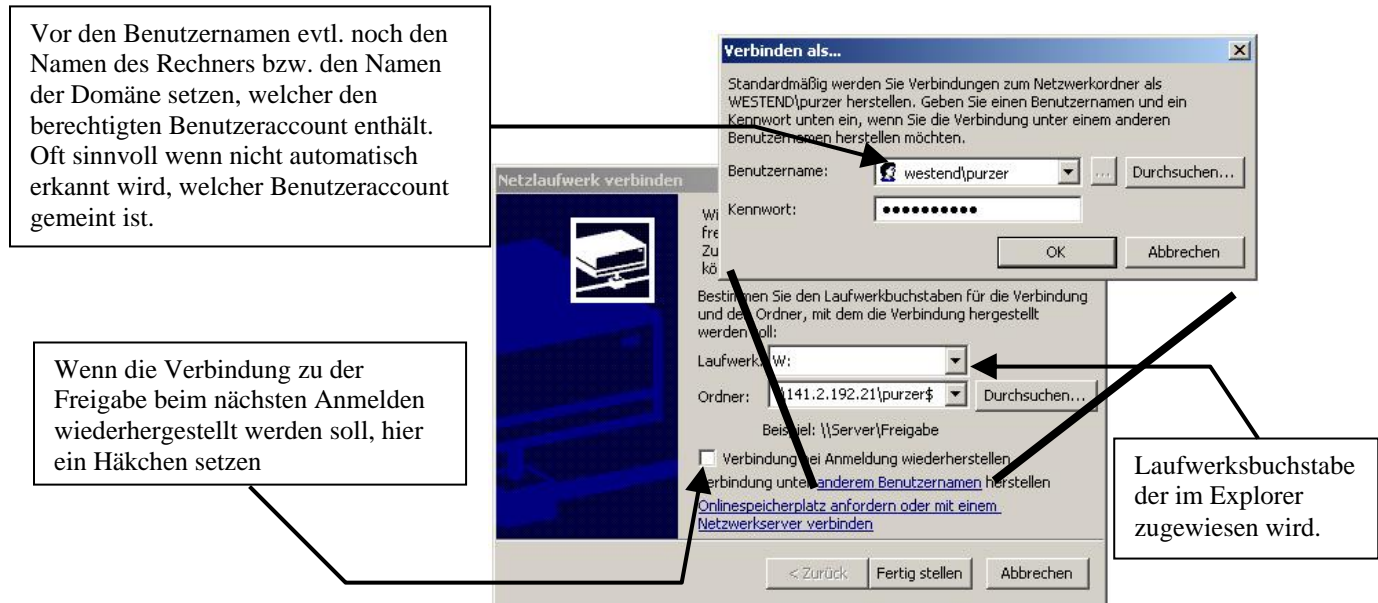 Vor den Benutzernamen evtl. noch den
Namen des Rechners bzw. den Namen
der Domäne setzen, welcher den
berechtigten Benutzeraccount enthält.
Oft sinnvoll wenn nicht automatisch
erkannt wird, welcher Benutzeraccount
gemeint ist.
Verbinden als...
Standardmäßig werden Sie Verbindungen zum Netzwerkordner als
WESTEND\purzer herstellen. Geben Sie einen Benutzernamen und ein
Kennwort unten ein, wenn Sie die Verbindung unter einem anderen
Benutzernamen herstellen möchten.
Benutzername: westend\purzer ... Durchsuchen...
Kennwort: ●●●●●●●●●●
OK Abbrechen
Netzlaufwerk verbinden
Wi
fre
Zu
kö
Bestimmen Sie den Laufwerkbuchstaben für die Verbindung
und den Ordner, mit dem die Verbindung hergestellt
werden soll:
Laufwerk: W:
Ordner: \141.2.192.21\purzer$ Durchsuchen...
Beispiel: \\Server\Freigabe
Verbindung bei Anmeldung wiederherstellen
Verbindung unter anderem Benutzernamen herstellen
Onlinespeicherplatz anfordern oder mit einem
Netzwerkserver verbinden
< Zurück Fertig stellen Abbrechen
Wenn die Verbindung zu der
Freigabe beim nächsten Anmelden
wiederhergestellt werden soll, hier
ein Häkchen setzen
Laufwerksbuchstabe
der im Explorer
zugewiesen wird.